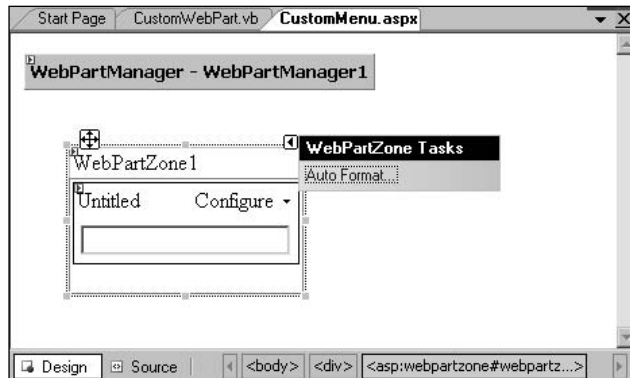 Start Page CustomWebPart.vb CustomMenu.aspx
WebPartManager - WebPartManager1
WebPartZone Tasks
WebPartZone1
Auto Format...
Untitled Configure
Design Source <body> <div> <asp:webpartzone#webpartz...>